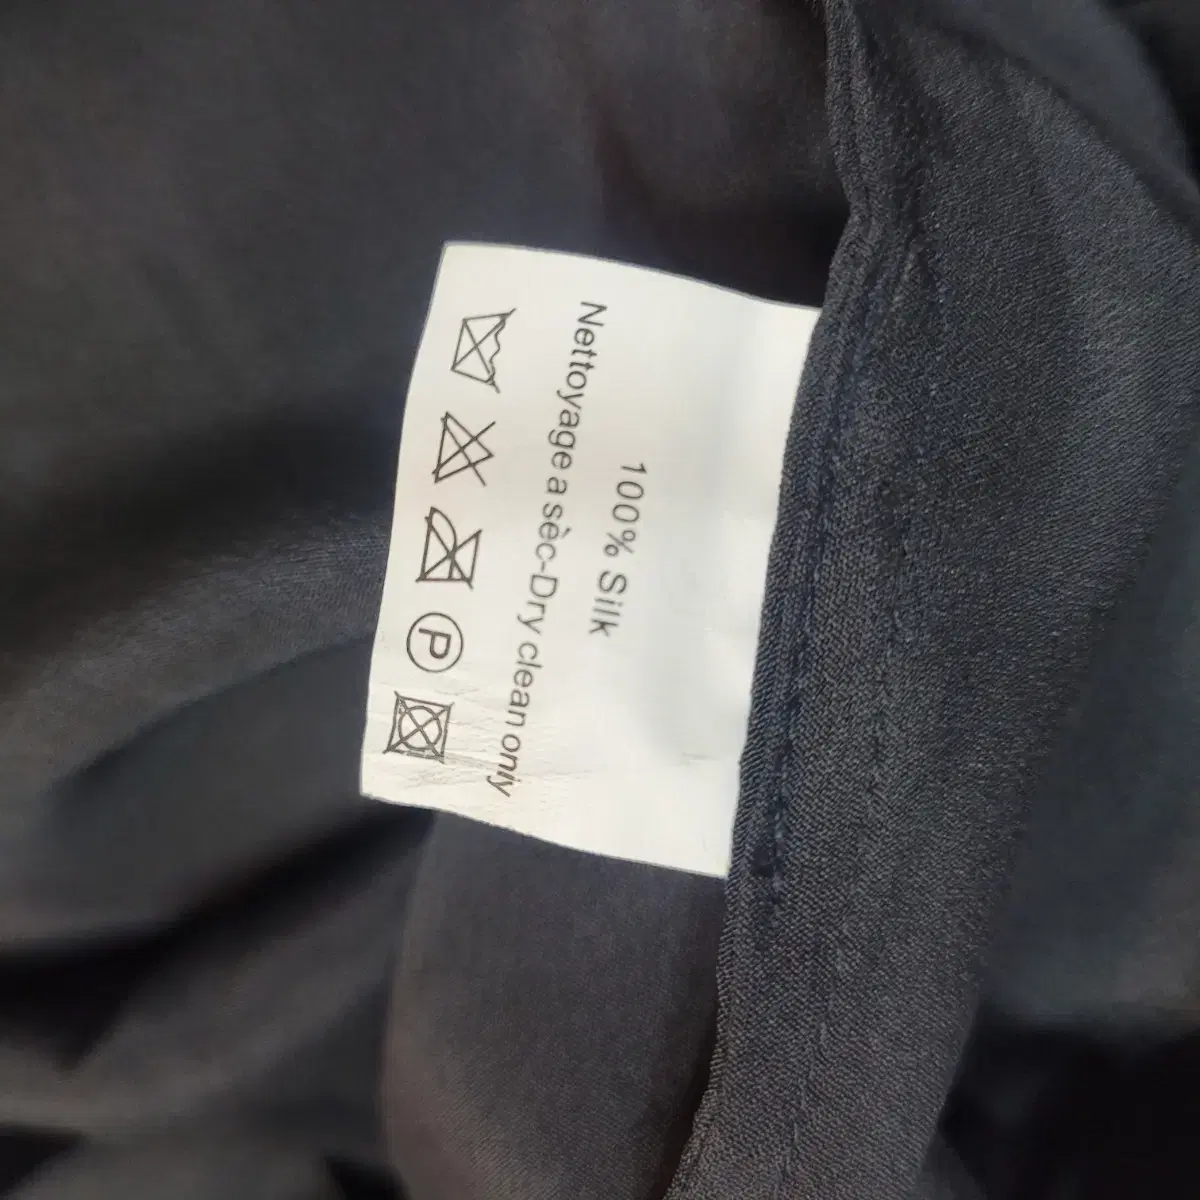 100% Silk
Nettoyage a sèc-Dry clean only
P